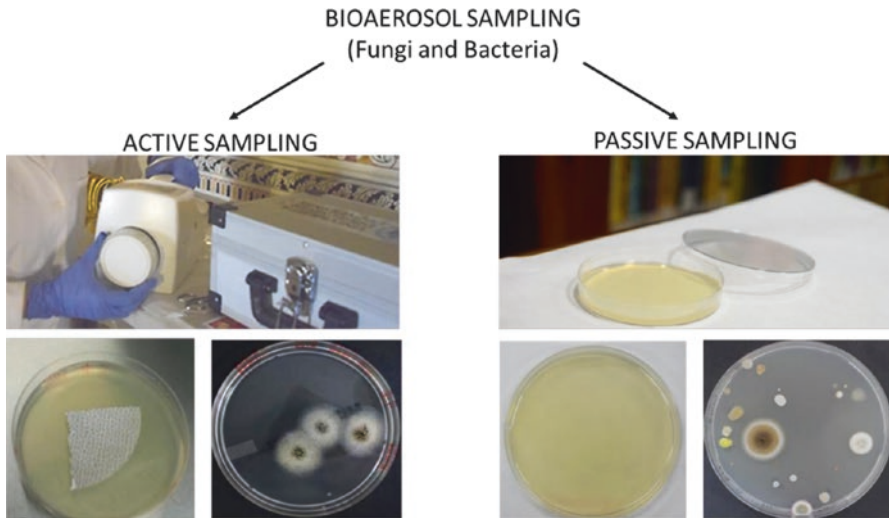 BIOAEROSOL SAMPLING
(Fungi and Bacteria)
ACTIVE SAMPLING
PASSIVE SAMPLING